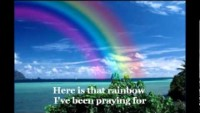 Here is that rainbow
I've been praying for